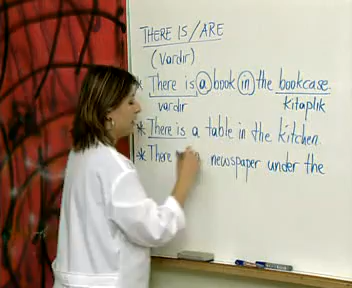 THERE IS/ARE
(Vardır)
* There is a book in the bookcase.
vardır kitaplık
* There is a table in the kitchen.
* There newspaper under the